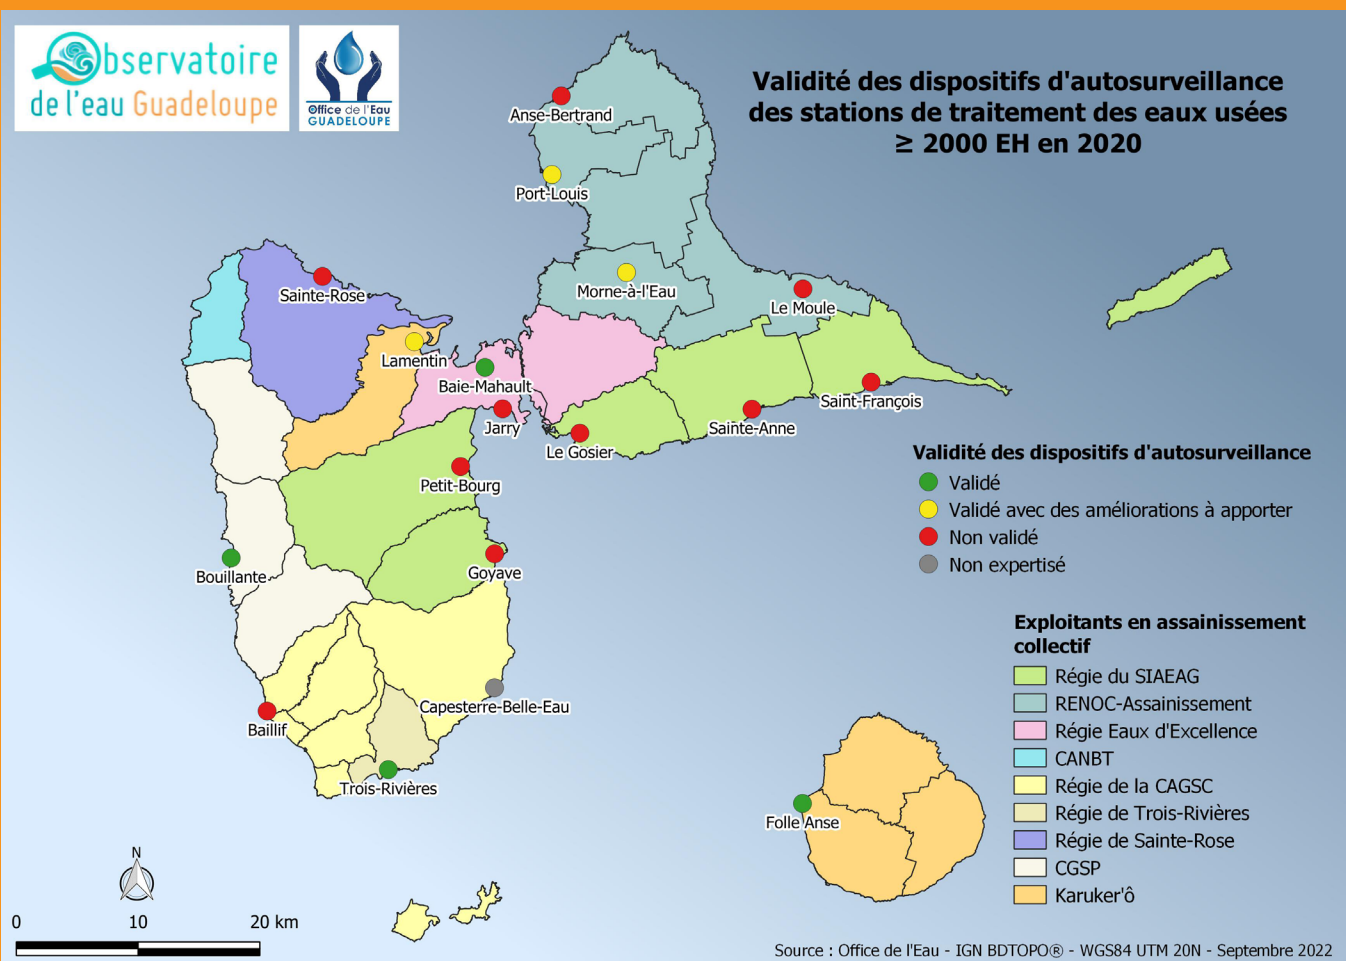 Observatoire
de l'eau Guadeloupe
Office de l'Eau
GUADELOUPE
Validité des dispositifs d'autosurveillance
des stations de traitement des eaux usées
≥ 2000 EH en 2020
Anse-Bertrand
Port-Louis
Morne-à-l'Eau
Le Moule
Sainte-Rose
Lamentin
Baie-Mahault
Jarry
Le Gosier
Sainte-Anne
Saint-François
Petit-Bourg
Goyave
Bouillante
Capesterre-Belle-Eau
Baillif
Trois-Rivières
Folle Anse
Validité des dispositifs d'autosurveillance
Validé
Validé avec des améliorations à apporter
Non validé
Non expertisé
Exploitants en assainissement
collectif
Régie du SIAEAG
RENOC-Assainissement
Régie Eaux d'Excellence
CANBT
Régie de la CAGSC
Régie de Trois-Rivières
Régie de Sainte-Rose
CGSP
Karuker'ô
N
0 10 20 km
Source : Office de l'Eau - IGN BDTOPO® - WGS84 UTM 20N - Septembre 2022